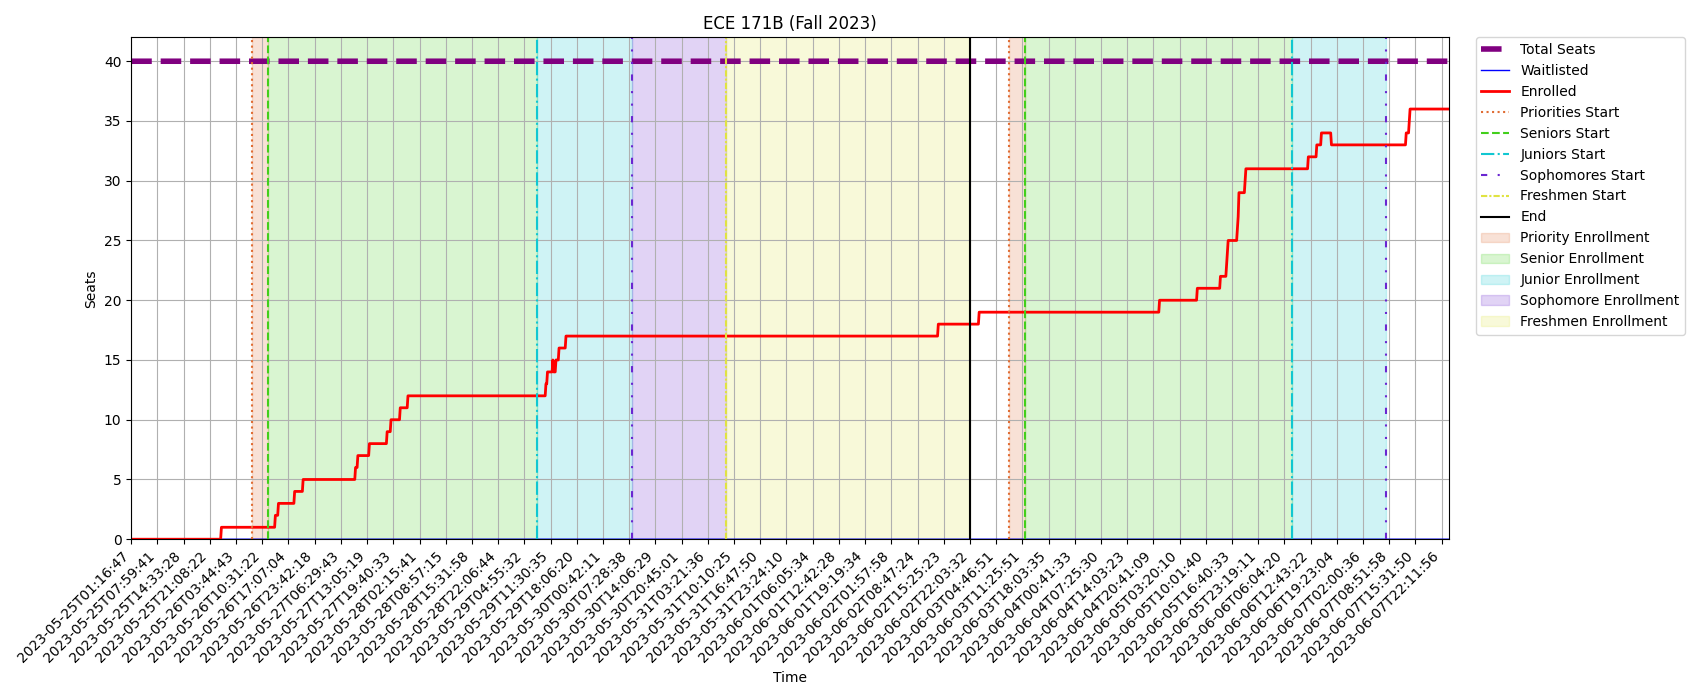 ECE 171B (Fall 2023)
Seats
40
35
30
25
20
15
10
5
0
2023-05-25T01:16:47
2023-05-25T07:59:41
2023-05-25T14:33:28
2023-05-25T21:08:22
2023-05-26T03:44:43
2023-05-26T10:31:22
2023-05-26T17:07:04
2023-05-26T23:42:18
2023-05-27T06:29:43
2023-05-27T13:05:19
2023-05-27T19:40:33
2023-05-28T02:15:41
2023-05-28T08:57:15
2023-05-28T15:31:58
2023-05-28T22:06:44
2023-05-29T04:55:32
2023-05-29T11:30:35
2023-05-29T18:06:20
2023-05-30T00:42:11
2023-05-30T07:28:38
2023-05-30T14:06:29
2023-05-30T20:45:01
2023-05-31T03:21:36
2023-05-31T10:10:25
2023-05-31T16:47:50
2023-05-31T23:24:10
2023-06-01T06:05:34
2023-06-01T12:42:28
2023-06-01T19:19:34
2023-06-02T01:57:58
2023-06-02T08:47:24
2023-06-02T15:25:23
2023-06-02T22:03:32
2023-06-03T04:46:51
2023-06-03T11:25:51
2023-06-03T18:03:35
2023-06-04T00:41:33
2023-06-04T07:25:30
2023-06-04T14:03:23
2023-06-04T20:41:09
2023-06-05T03:20:10
2023-06-05T10:01:40
2023-06-05T16:40:33
2023-06-05T23:19:11
2023-06-06T06:04:20
2023-06-06T12:43:22
2023-06-06T19:23:04
2023-06-07T02:00:36
2023-06-07T08:51:58
2023-06-07T15:31:50
2023-06-07T22:11:56
Time
Total Seats
Waitlisted
Enrolled
Priorities Start
Seniors Start
Juniors Start
Sophomores Start
Freshmen Start
End
Priority Enrollment
Senior Enrollment
Junior Enrollment
Sophomore Enrollment
Freshmen Enrollment